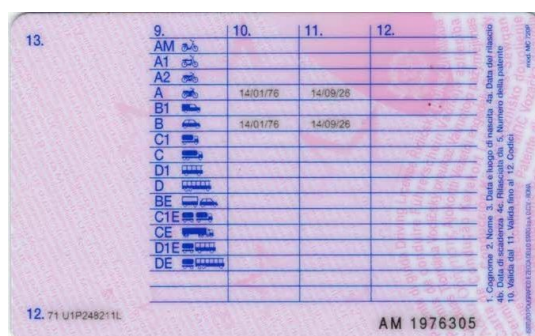 13.
9. 10. 11. 12.
AM
A1
A2
A 14/01/76 14/09/26
B1
B 14/01/76 14/09/26
C1
C
D1
D
BE
C1E
CE
D1E
DE
12. 71 U1P248211L
AM 1976305
1. Cognome 2. Nome 3. Data e luogo di nascita 4a. Data del rilascio
4b. Data di scadenza 4c. Rilasciata da 5. Numero della patente
10. Valida dal 11. Valida fino al 12. Codici
mod. MC 720P